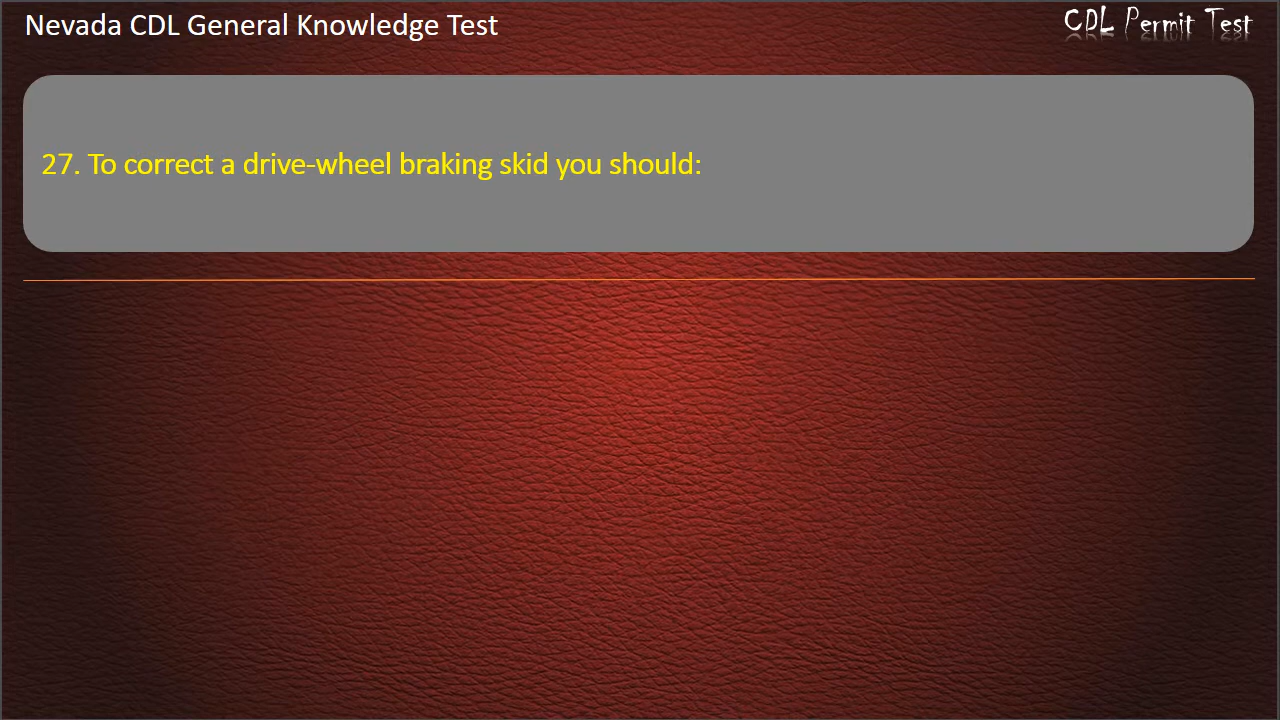 Nevada CDL General Knowledge Test
CDL Permit Test
27. To correct a drive-wheel braking skid you should: